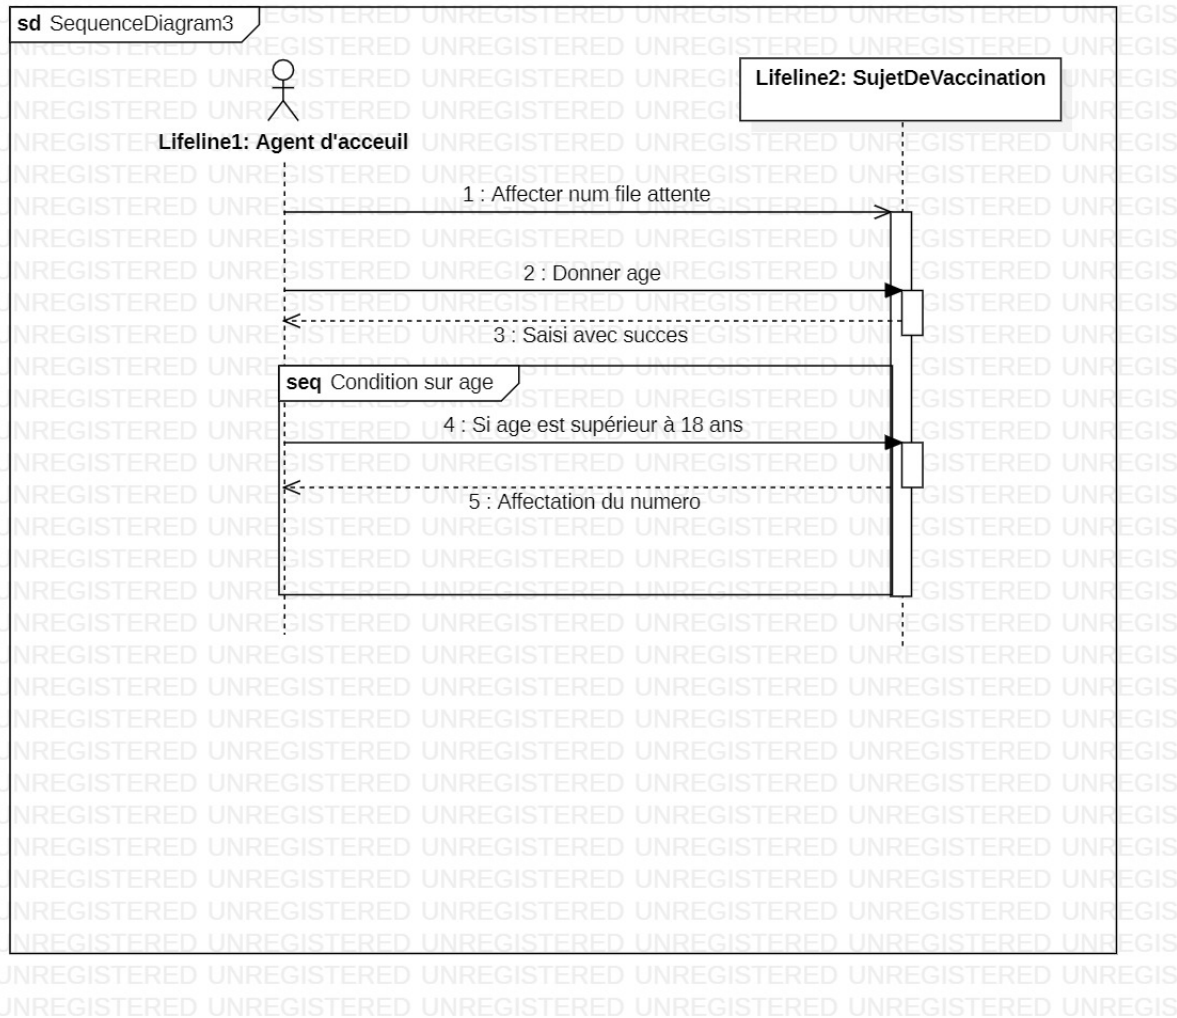 sd SequenceDiagram3
Lifeline1: Agent d'acceuil
Lifeline2: SujetDeVaccination
1 : Affecter num file attente
2 : Donner age
3 : Saisi avec succes
seq Condition sur age
4 : Si age est supérieur à 18 ans
5 : Affectation du numero
UNREGISTERED